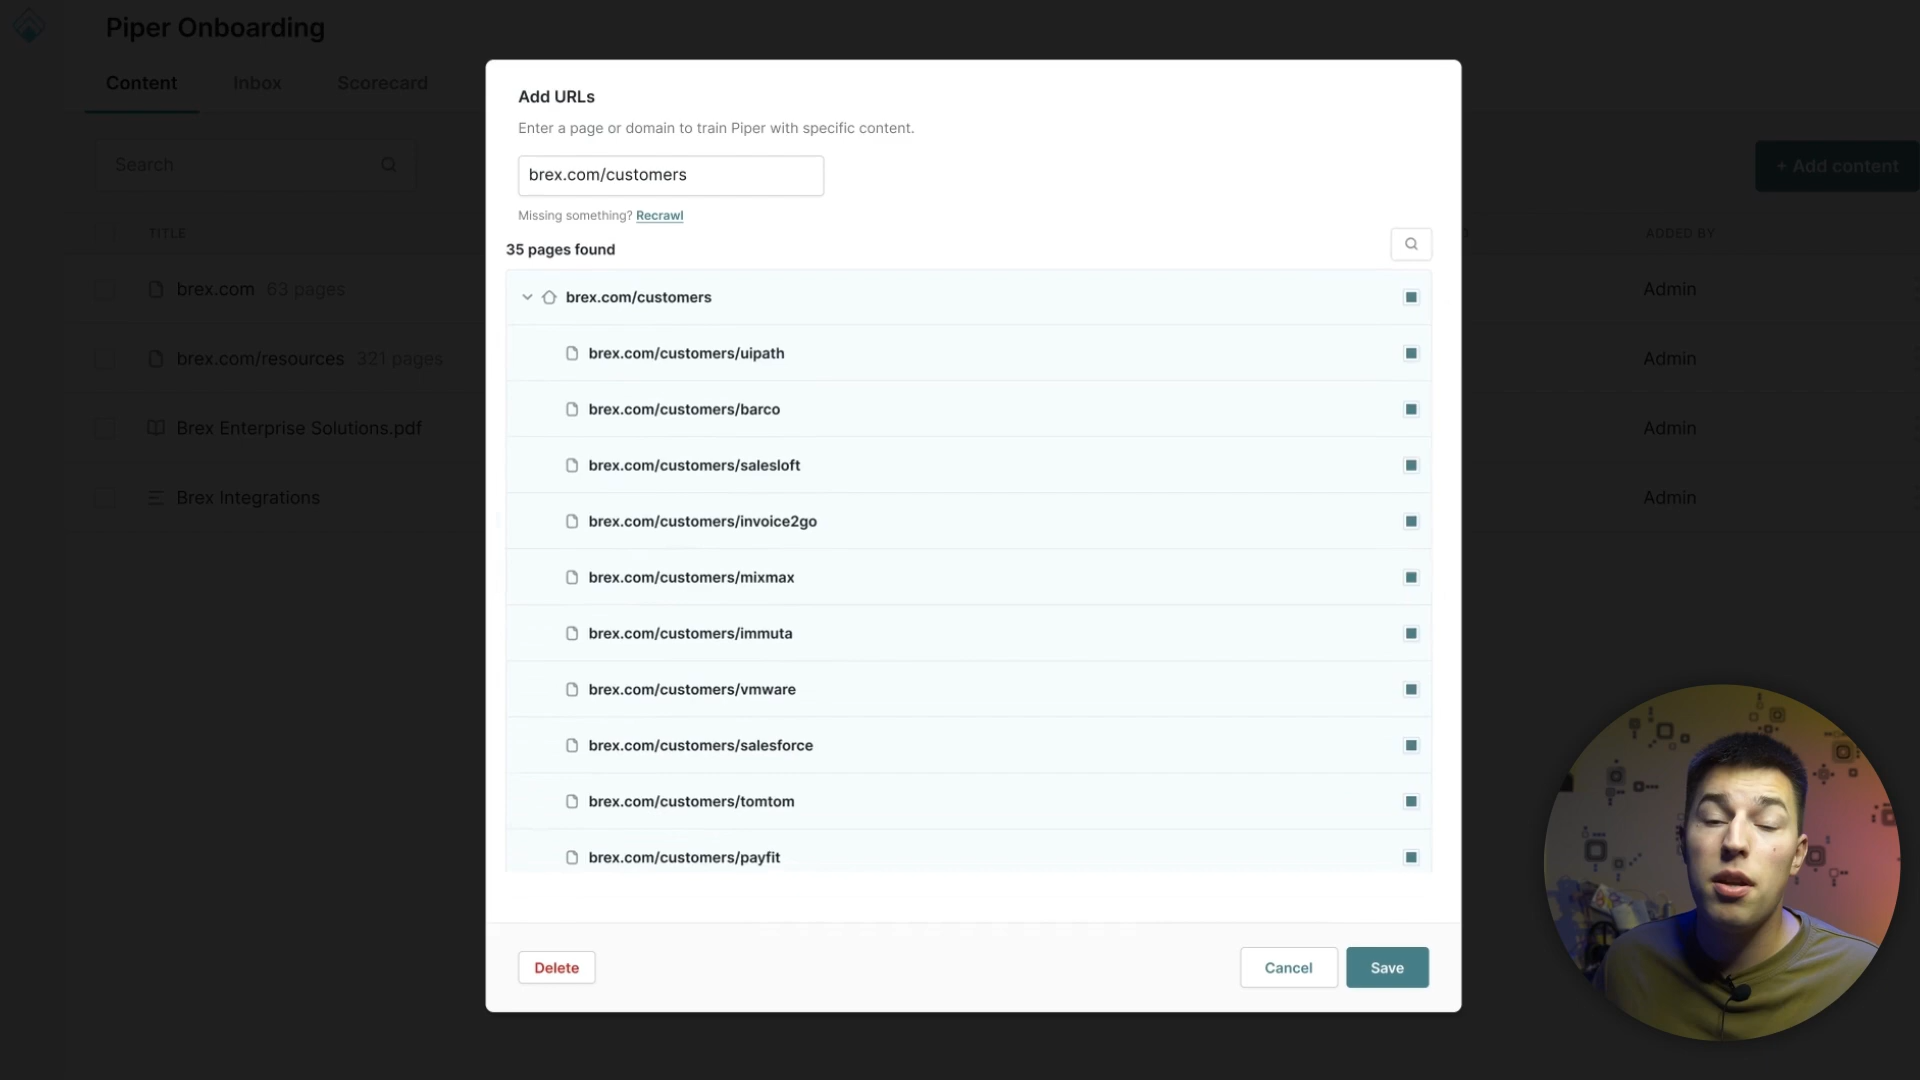 Piper Onboarding
Content
Inbox
Scorecard
Search
+ Add content
TITLE
ADDED BY
brex.com 63 pages
Admin
brex.com/resources 321 pages
Admin
Brex Enterprise Solutions.pdf
Admin
Brex Integrations
Admin
Add URLs
Enter a page or domain to train Piper with specific content.
brex.com/customers
Missing something? Recrawl
35 pages found
brex.com/customers
brex.com/customers/uipath
brex.com/customers/barco
brex.com/customers/salesloft
brex.com/customers/invoice2go
brex.com/customers/mixmax
brex.com/customers/immuta
brex.com/customers/vmware
brex.com/customers/salesforce
brex.com/customers/tomtom
brex.com/customers/payfit
Delete
Cancel
Save